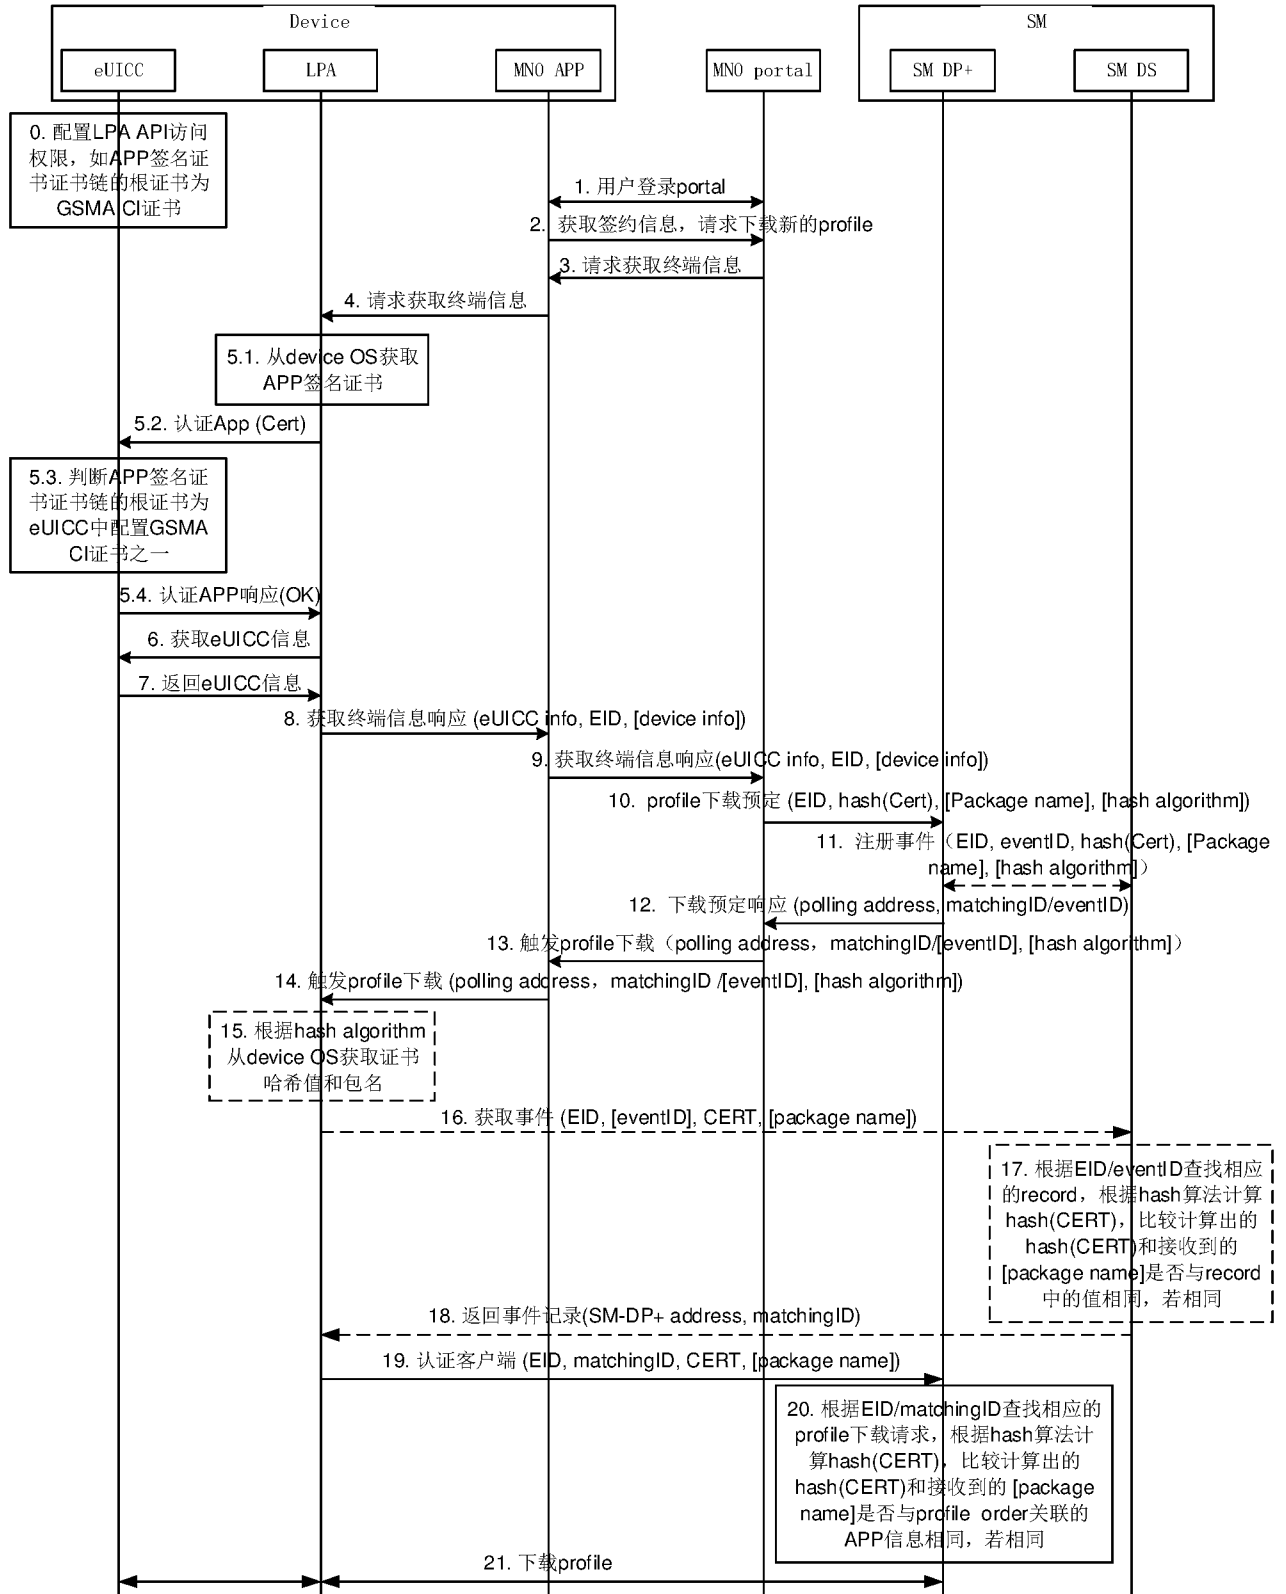 Device
SM
eUICC
LPA
MNO APP
MNO portal
SM DP+
SM DS
0. 配置LPA API访问
权限，如APP签名证
书证书链的根证书为
GSMA CI证书
1. 用户登录portal
2. 获取签约信息，请求下载新的profile
3. 请求获取终端信息
4. 请求获取终端信息
5.1. 从device OS获取
APP签名证书
5.2. 认证App (Cert)
5.3. 判断APP签名证
书证书链的根证书为
eUICC中配置GSMA
CI证书之一
5.4. 认证APP响应(OK)
6. 获取eUICC信息
7. 返回eUICC信息
8. 获取终端信息响应 (eUICC info, EID, [device info])
9. 获取终端信息响应(eUICC info, EID, [device info])
10. profile下载预定 (EID, hash(Cert), [Package name], [hash algorithm])
11. 注册事件（EID, eventID, hash(Cert), [Package
name], [hash algorithm]）
12. 下载预定响应 (polling address, matchingID/eventID)
13. 触发profile下载（polling address，matchingID/[eventID], [hash algorithm]）
14. 触发profile下载 (polling address，matchingID /[eventID], [hash algorithm])
15. 根据hash algorithm
从device OS获取证书
哈希值和包名
16. 获取事件 (EID, [eventID], CERT, [package name])
17. 根据EID/eventID查找相应
的record，根据hash算法计算
hash(CERT)，比较计算出的
hash(CERT)和接收到的
[package name]是否与record
中的值相同，若相同
18. 返回事件记录(SM-DP+ address, matchingID)
19. 认证客户端 (EID, matchingID, CERT, [package name])
20. 根据EID/matchingID查找相应的
profile下载请求，根据hash算法计
算hash(CERT)，比较计算出的
hash(CERT)和接收到的 [package
name]是否与profile order关联的
APP信息相同，若相同
21. 下载profile